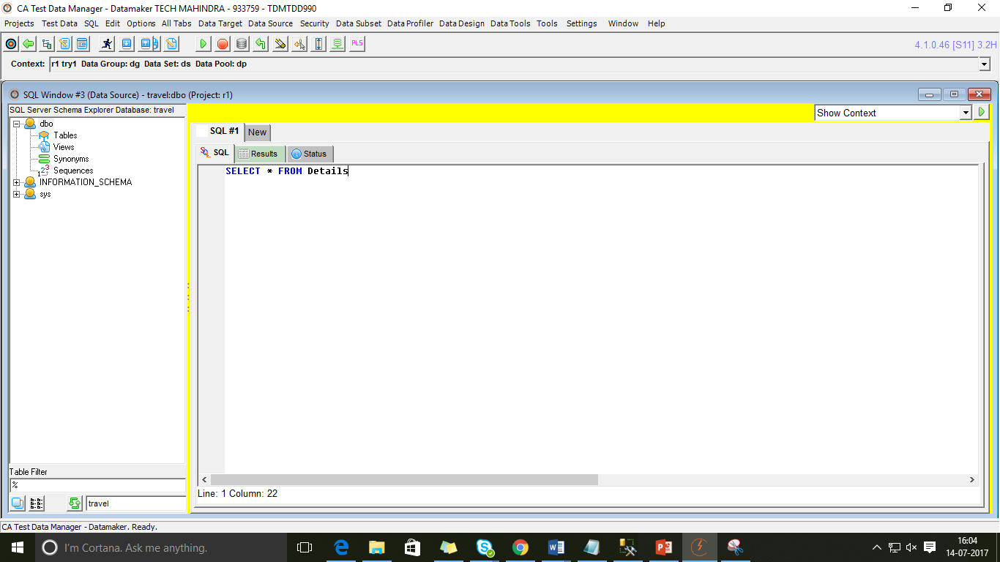 CA Test Data Manager - Datamaker TECH MAHINDRA - 933759 - TDMTDD990
Projects Test Data SQL Edit Options All Tabs Data Target Data Source Security Data Subset Data Profiler Data Design Data Tools Tools Settings Window Help
PLS
4.1.0.46 [S11] 3.2H
Context: r1 try1 Data Group: dg Data Set: ds Data Pool: dp
SQL Window #3 (Data Source) - travel:dbo (Project: r1)
SQL Server Schema Explorer Database: travel
Show Context
dbo
Tables
Views
Synonyms
Sequences
INFORMATION_SCHEMA
sys
SQL #1 New
SQL Results Status
SELECT * FROM Details
Table Filter
%
travel
Line: 1 Column: 22
CA Test Data Manager - Datamaker. Ready.
I'm Cortana. Ask me anything.
16:04
14-07-2017